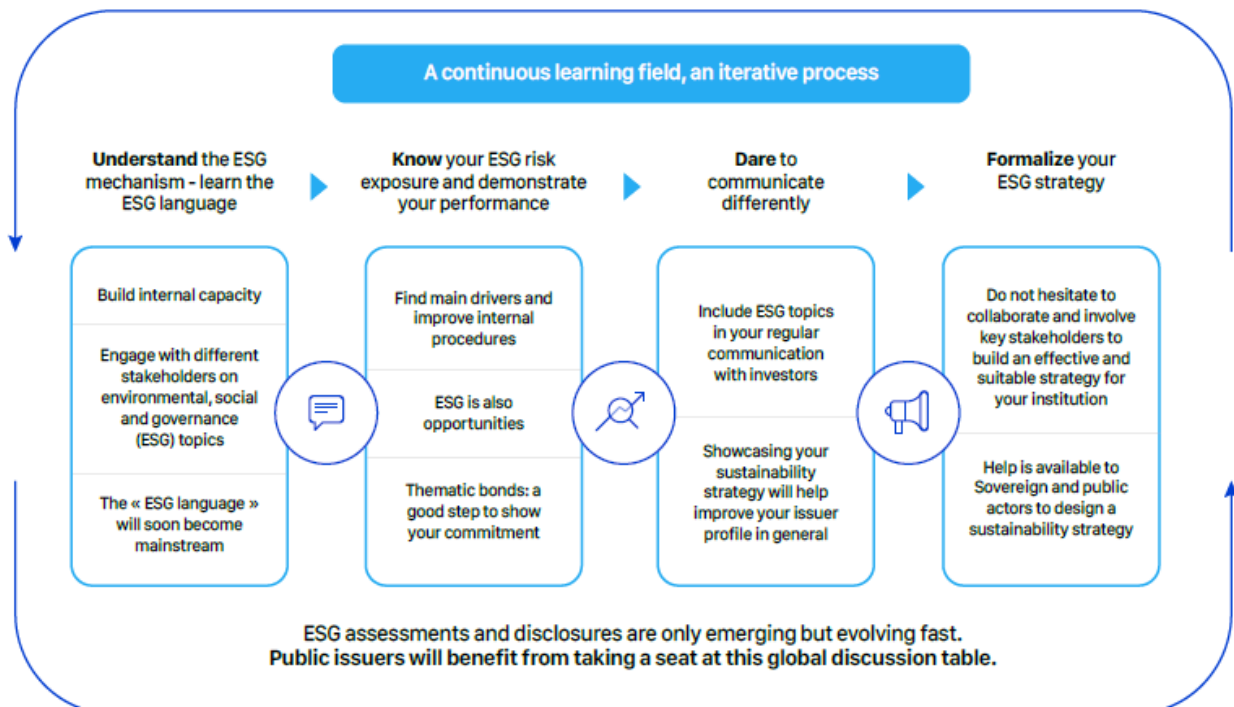 A continuous learning field, an iterative process
Understand the ESG
mechanism - learn the
ESG language
Know your ESG risk
exposure and demonstrate
your performance
Dare to
communicate
differently
Formalize your
ESG strategy
Build internal capacity
Engage with different
stakeholders on
environmental, social
and governance
(ESG) topics
The « ESG language »
will soon become
mainstream
Find main drivers and
improve internal
procedures
ESG is also
opportunities
Thematic bonds: a
good step to show
your commitment
Include ESG topics
in your regular
communication
with investors
Showcasing your
sustainability
strategy will help
improve your issuer
profile in general
Do not hesitate to
collaborate and involve
key stakeholders to
build an effective and
suitable strategy for
your institution
Help is available to
Sovereign and public
actors to design a
sustainability strategy
ESG assessments and disclosures are only emerging but evolving fast.
Public issuers will benefit from taking a seat at this global discussion table.